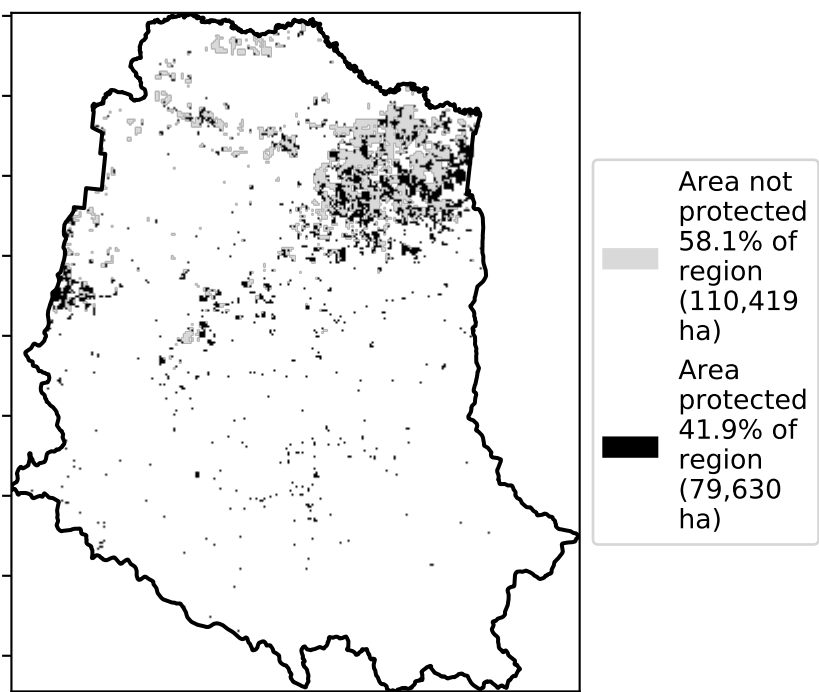 Area not
protected
58.1% of
region
(110,419
ha)
Area
protected
41.9% of
region
(79,630
ha)